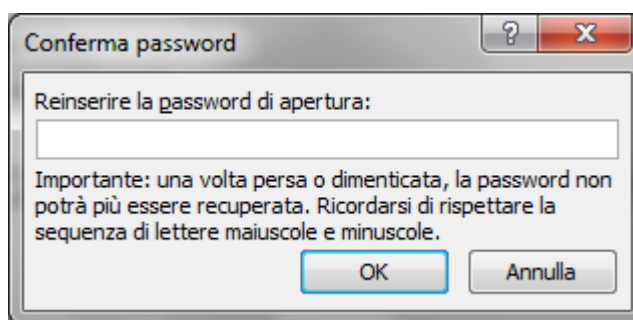 Conferma password
Reinserire la password di apertura:
Importante: una volta persa o dimenticata, la password non
potrà più essere recuperata. Ricordarsi di rispettare la
sequenza di lettere maiuscole e minuscole.
OK Annulla